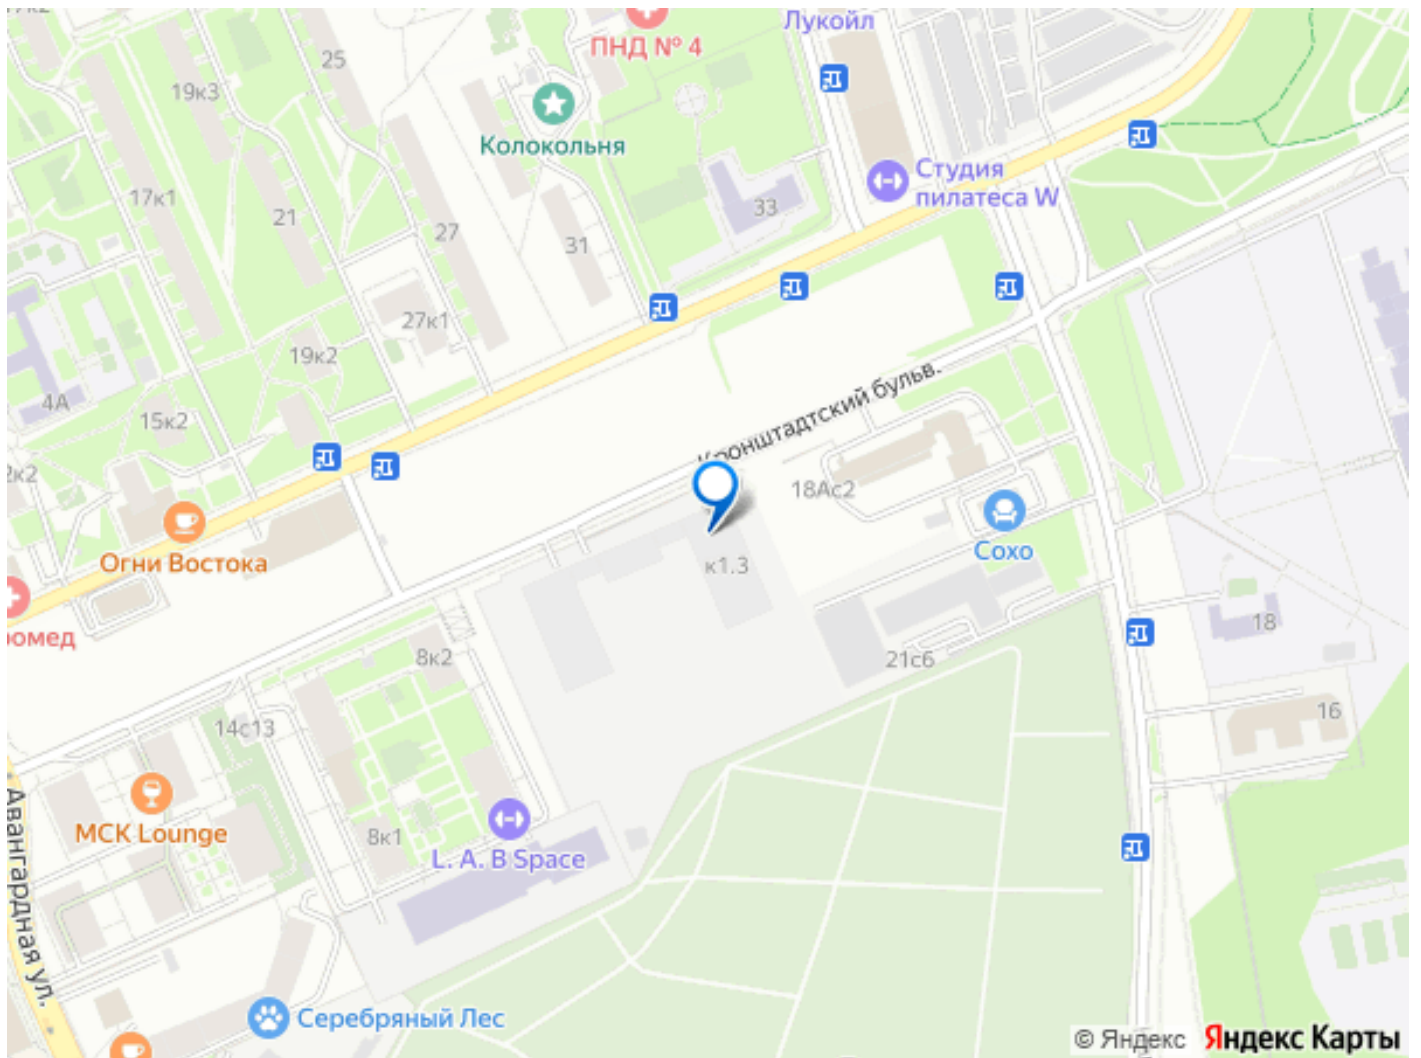 25
ПНД № 4
Лукойл
19к3
Колокольня
Студия
пилатеса W
17к1
21
27
31
33
27к1
19к2
4А
15к2
Кронштадтский бульв.
18Ас2
Огни Востока
Сохо
к1.3
18
8к2
21с6
14с13
16
MCK Lounge
8к1
L. A. B Space
Авангардная ул.
Серебряный Лес
© Яндекс Яндекс Карты